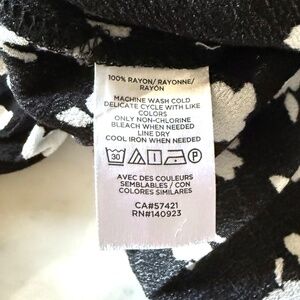 100% RAYON/RAYONNE/
RAYÓN
MACHINE WASH COLD
DELICATE CYCLE WITH LIKE
COLORS
ONLY NON-CHLORINE
BLEACH WHEN NEEDED
LINE DRY
COOL IRON WHEN NEEDED
30 P
AVEC DES COULEURS
SEMBLABLES / CON
COLORES SIMILARES
CA#57421
RN#140923